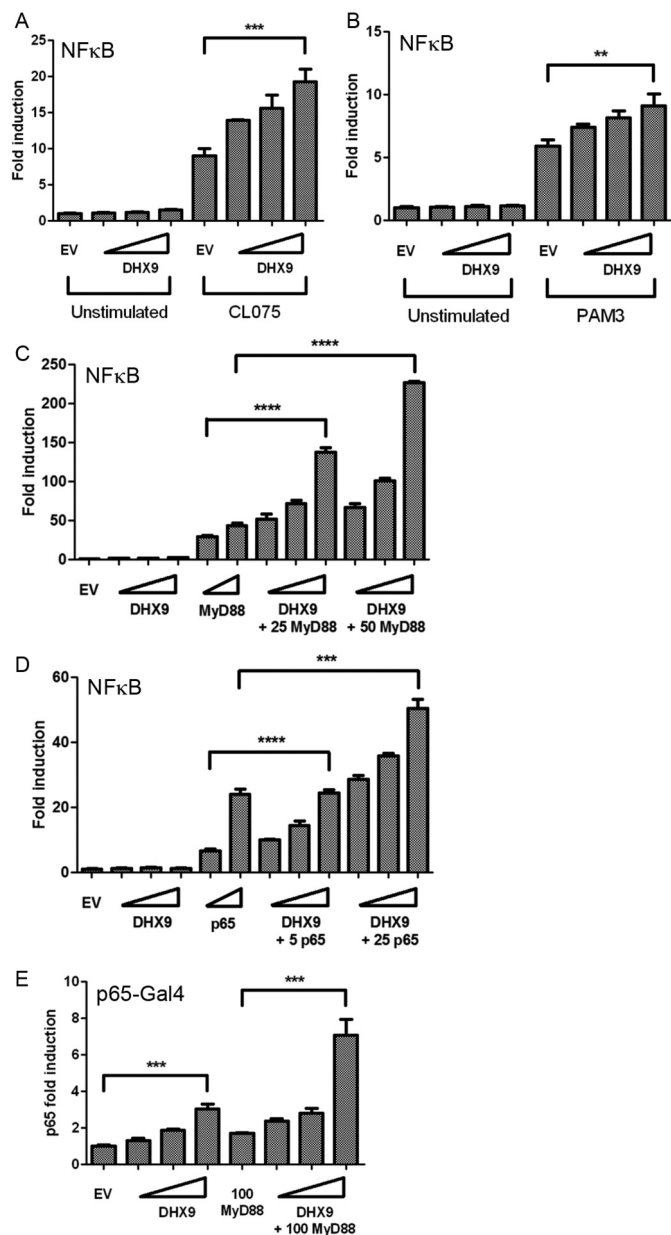 A
NFκB
***
Fold induction
25
20
15
10
5
0
EV
DHX9
EV
DHX9
Unstimulated
CL075
B
NFκB
**
Fold induction
15
10
5
0
EV
DHX9
EV
DHX9
Unstimulated
PAM3
C
NFκB
****
****
Fold induction
250
200
150
100
50
0
EV
DHX9
MyD88
DHX9
+ 25 MyD88
DHX9
+ 50 MyD88
D
NFκB
***
****
Fold induction
60
40
20
0
EV
DHX9
p65
DHX9
+ 5 p65
DHX9
+ 25 p65
E
p65-Gal4
***
***
p65 fold induction
10
8
6
4
2
0
EV
DHX9
100
MyD88
DHX9
+ 100 MyD88